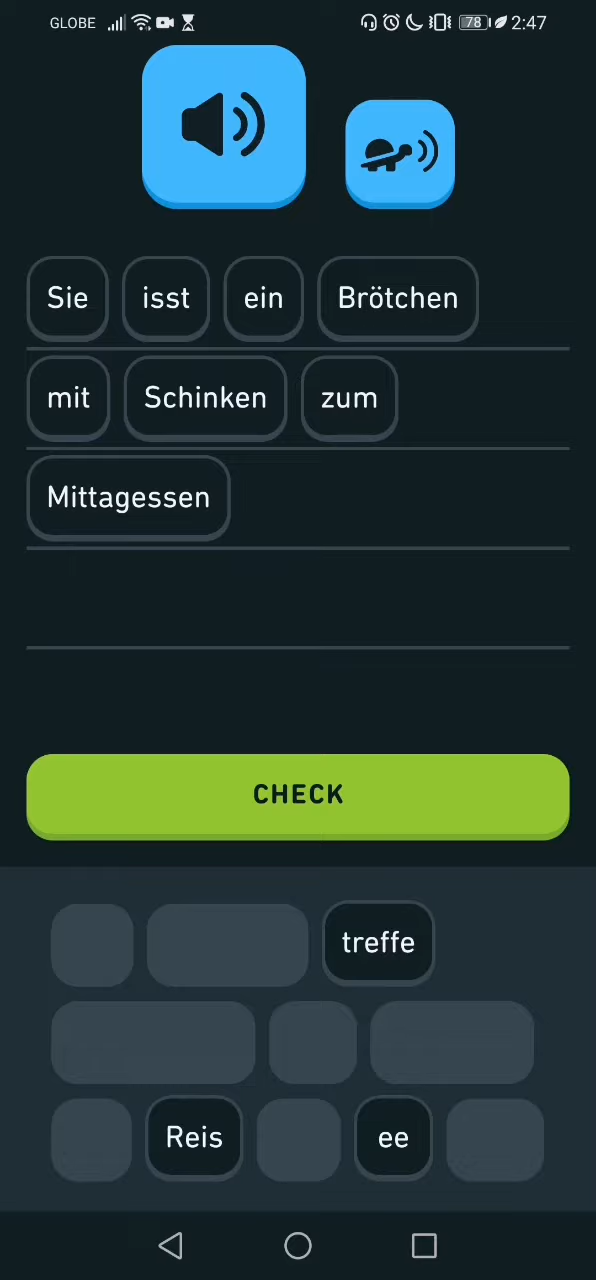 GLOBE 78 2:47
Sie isst ein Brötchen
mit Schinken zum
Mittagessen
CHECK
treffe
Reis ee